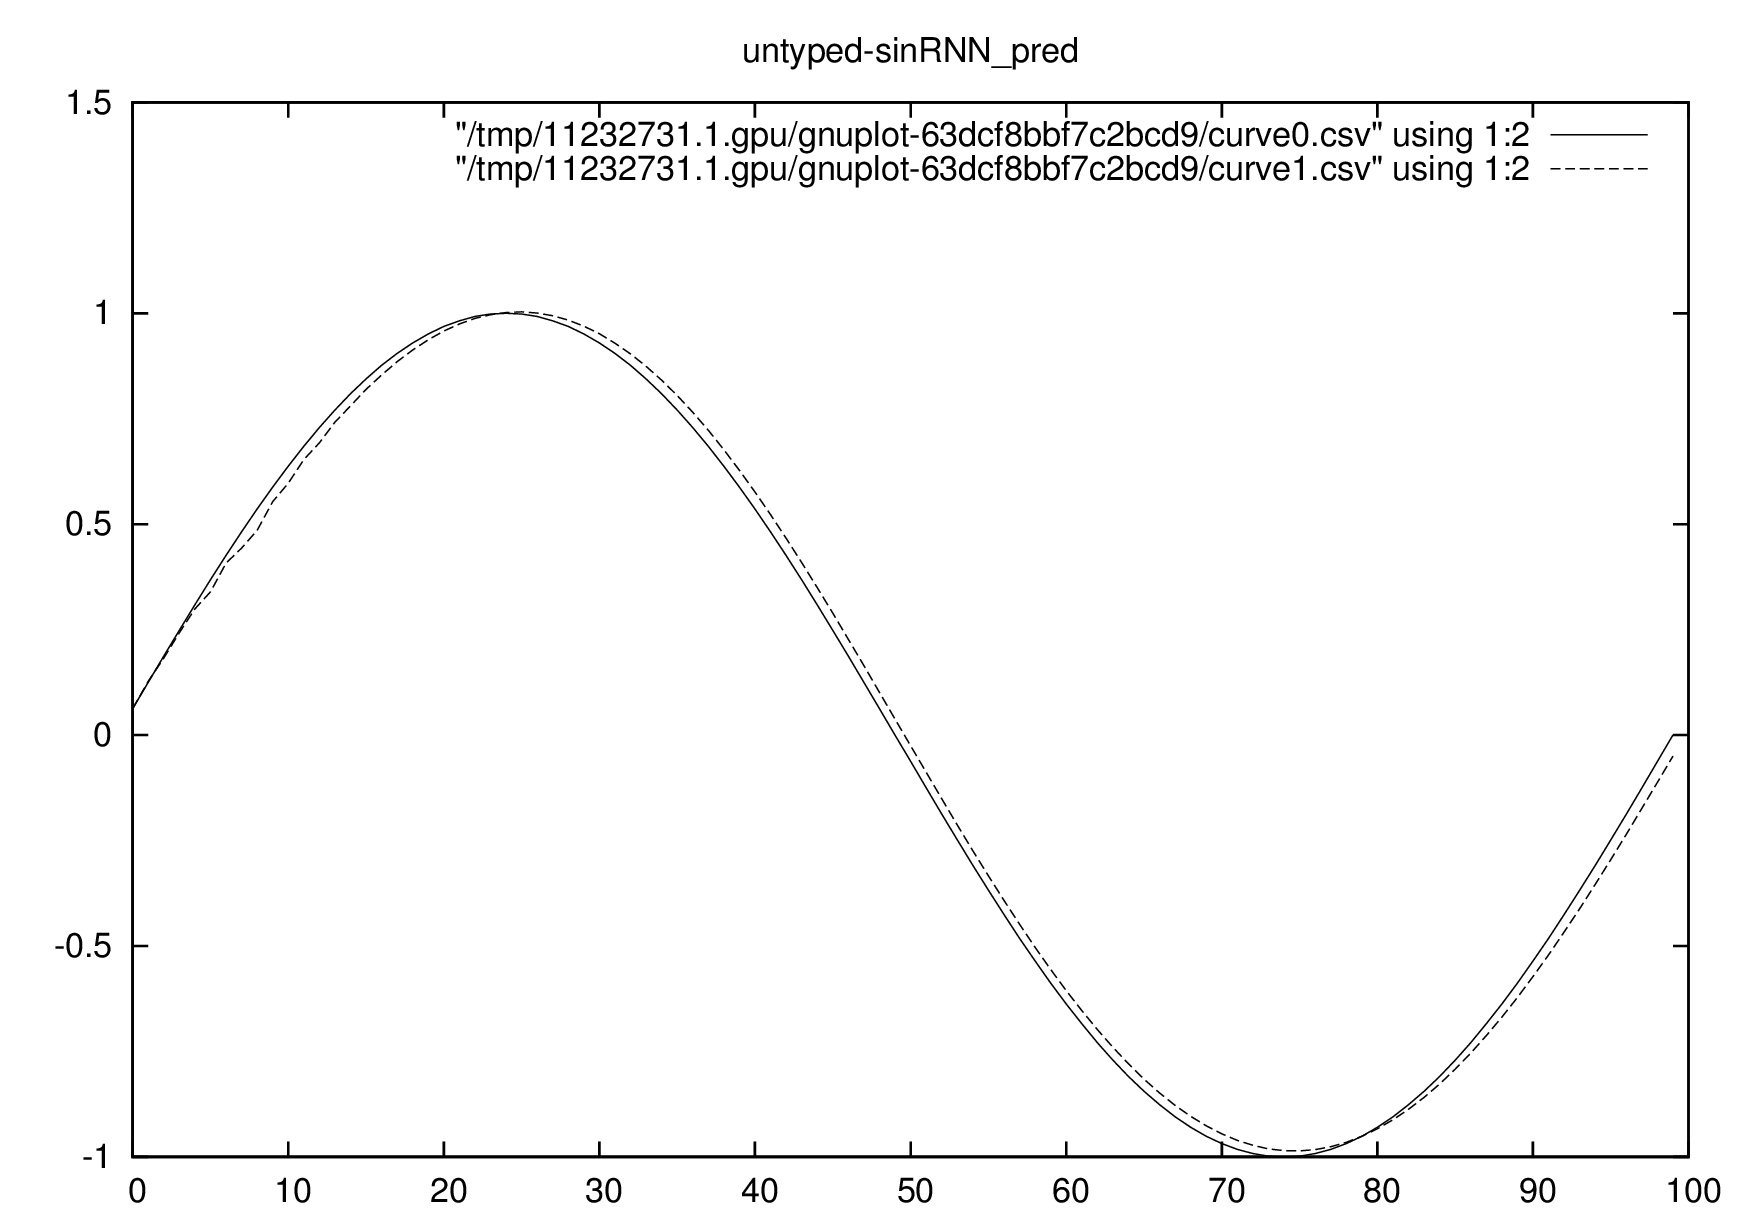 untyped-sinRNN_pred
"/tmp/11232731.1.gpu/gnuplot-63dcf8bbf7c2bcd9/curve0.csv" using 1:2
"/tmp/11232731.1.gpu/gnuplot-63dcf8bbf7c2bcd9/curve1.csv" using 1:2
1.5
1
0.5
0
-0.5
-1
0 10 20 30 40 50 60 70 80 90 100